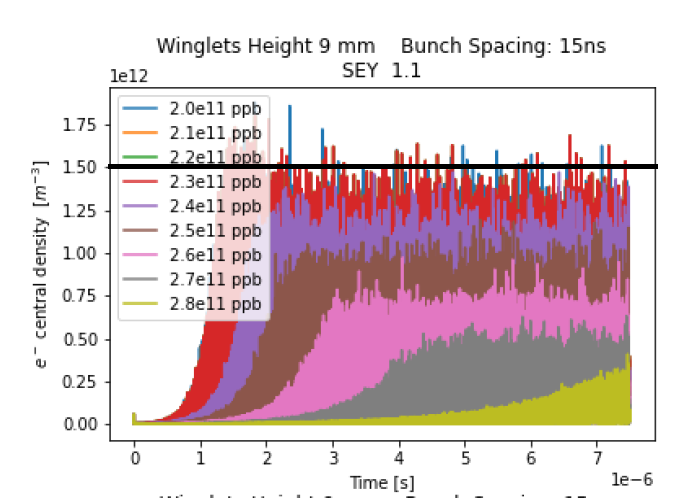 Winglets Height 9 mm Bunch Spacing: 15ns
SEY 1.1
1e12
2.0e11 ppb
2.1e11 ppb
2.2e11 ppb
2.3e11 ppb
2.4e11 ppb
2.5e11 ppb
2.6e11 ppb
2.7e11 ppb
2.8e11 ppb
1.75
1.50
1.25
1.00
0.75
0.50
0.25
0.00
e⁻ central density [m⁻³]
0 1 2 3 4 5 6 7
Time [s]
1e−6